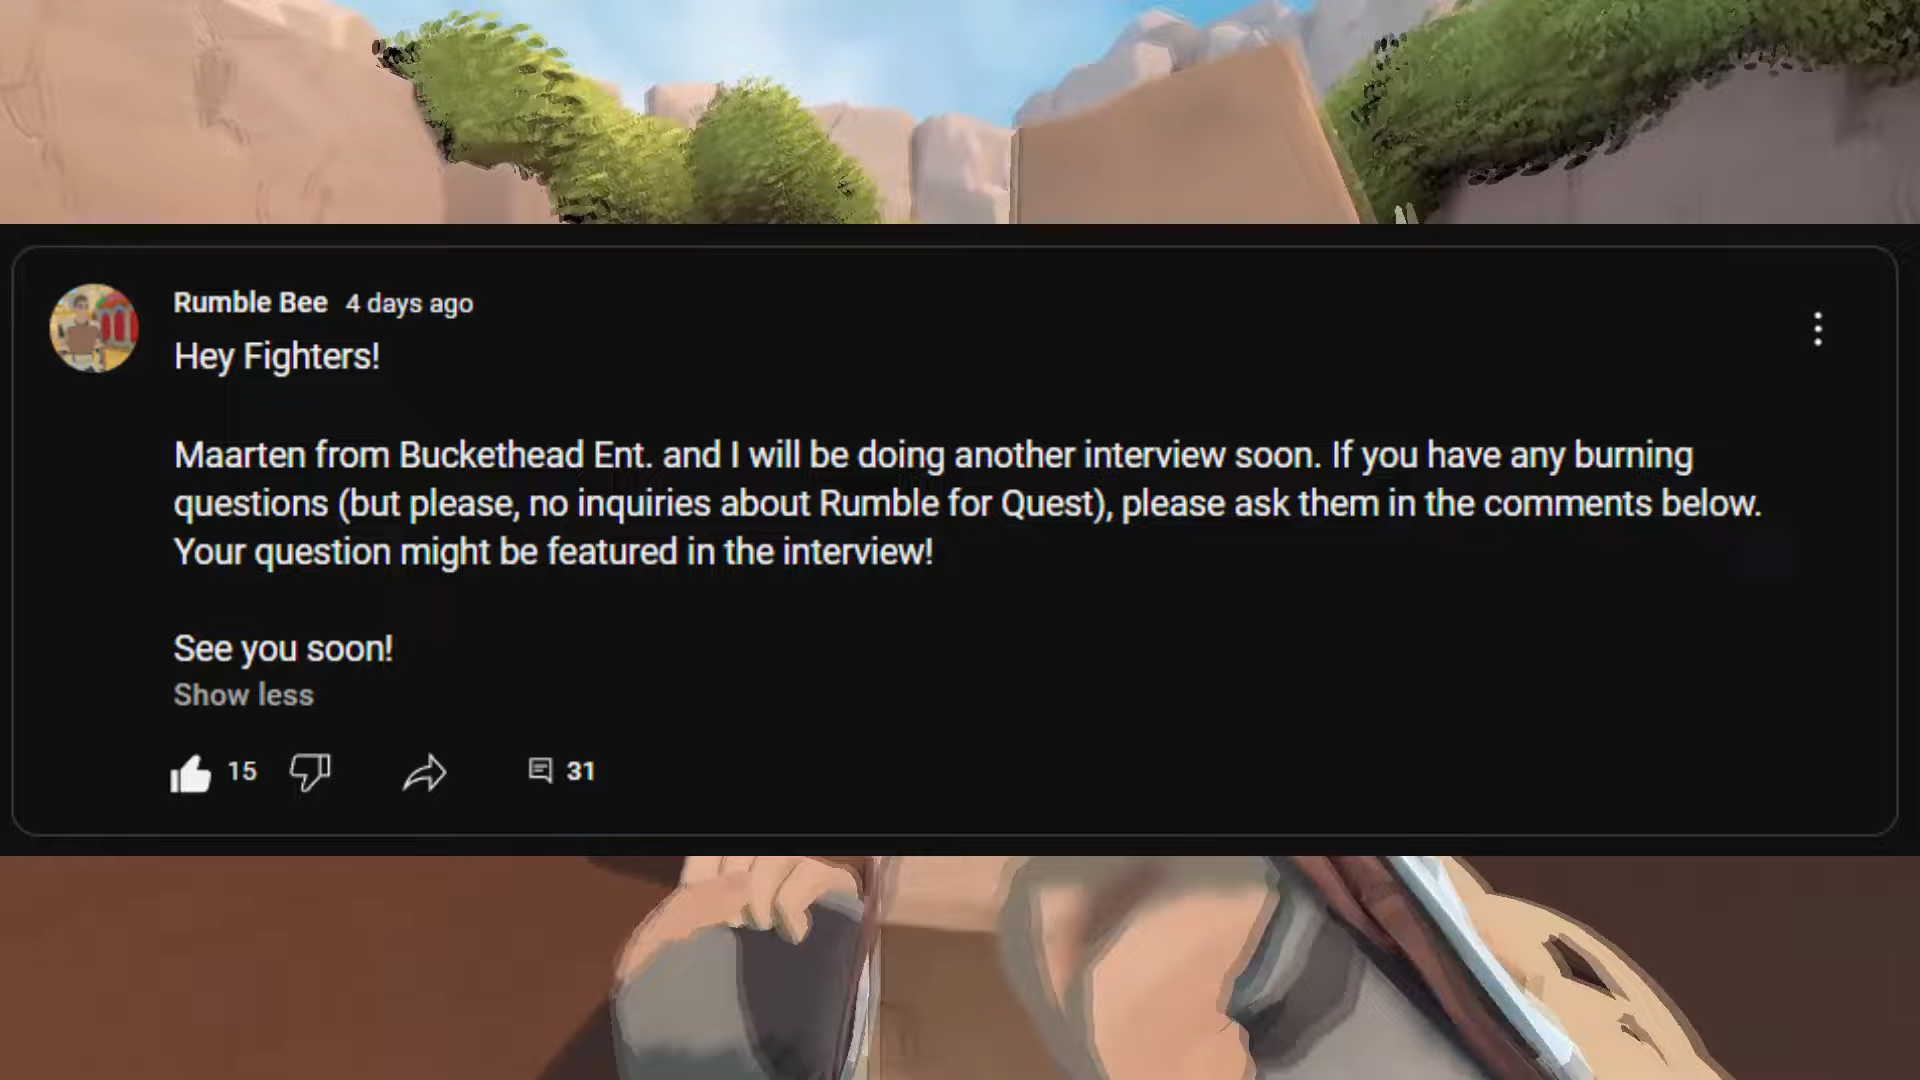 Rumble Bee 4 days ago
Hey Fighters!
Maarten from Buckethead Ent. and I will be doing another interview soon. If you have any burning
questions (but please, no inquiries about Rumble for Quest), please ask them in the comments below.
Your question might be featured in the interview!
See you soon!
Show less
15 31